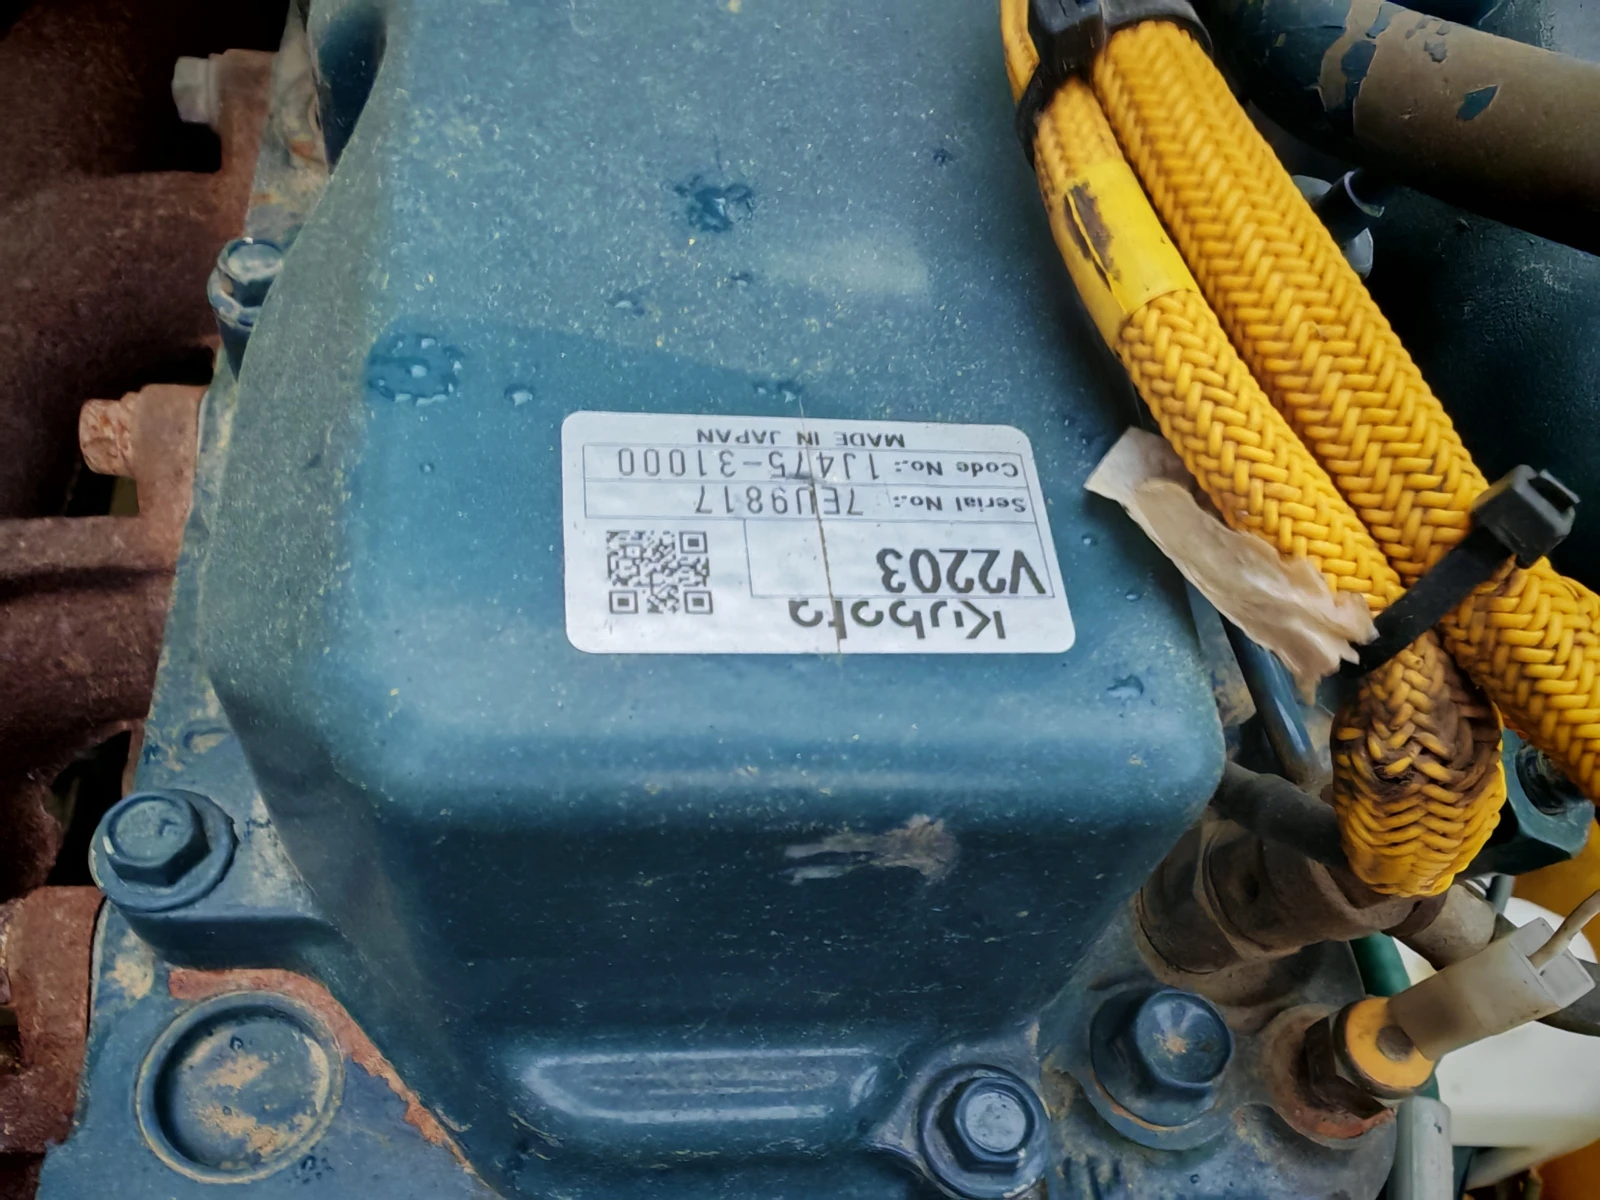 Kubota
V2203
Serial No.: 7EU9817
Code No.: 1J475-31000
MADE IN JAPAN